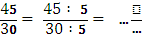 45/30 = 45 : 5 / 30 : 5 = ...□/...